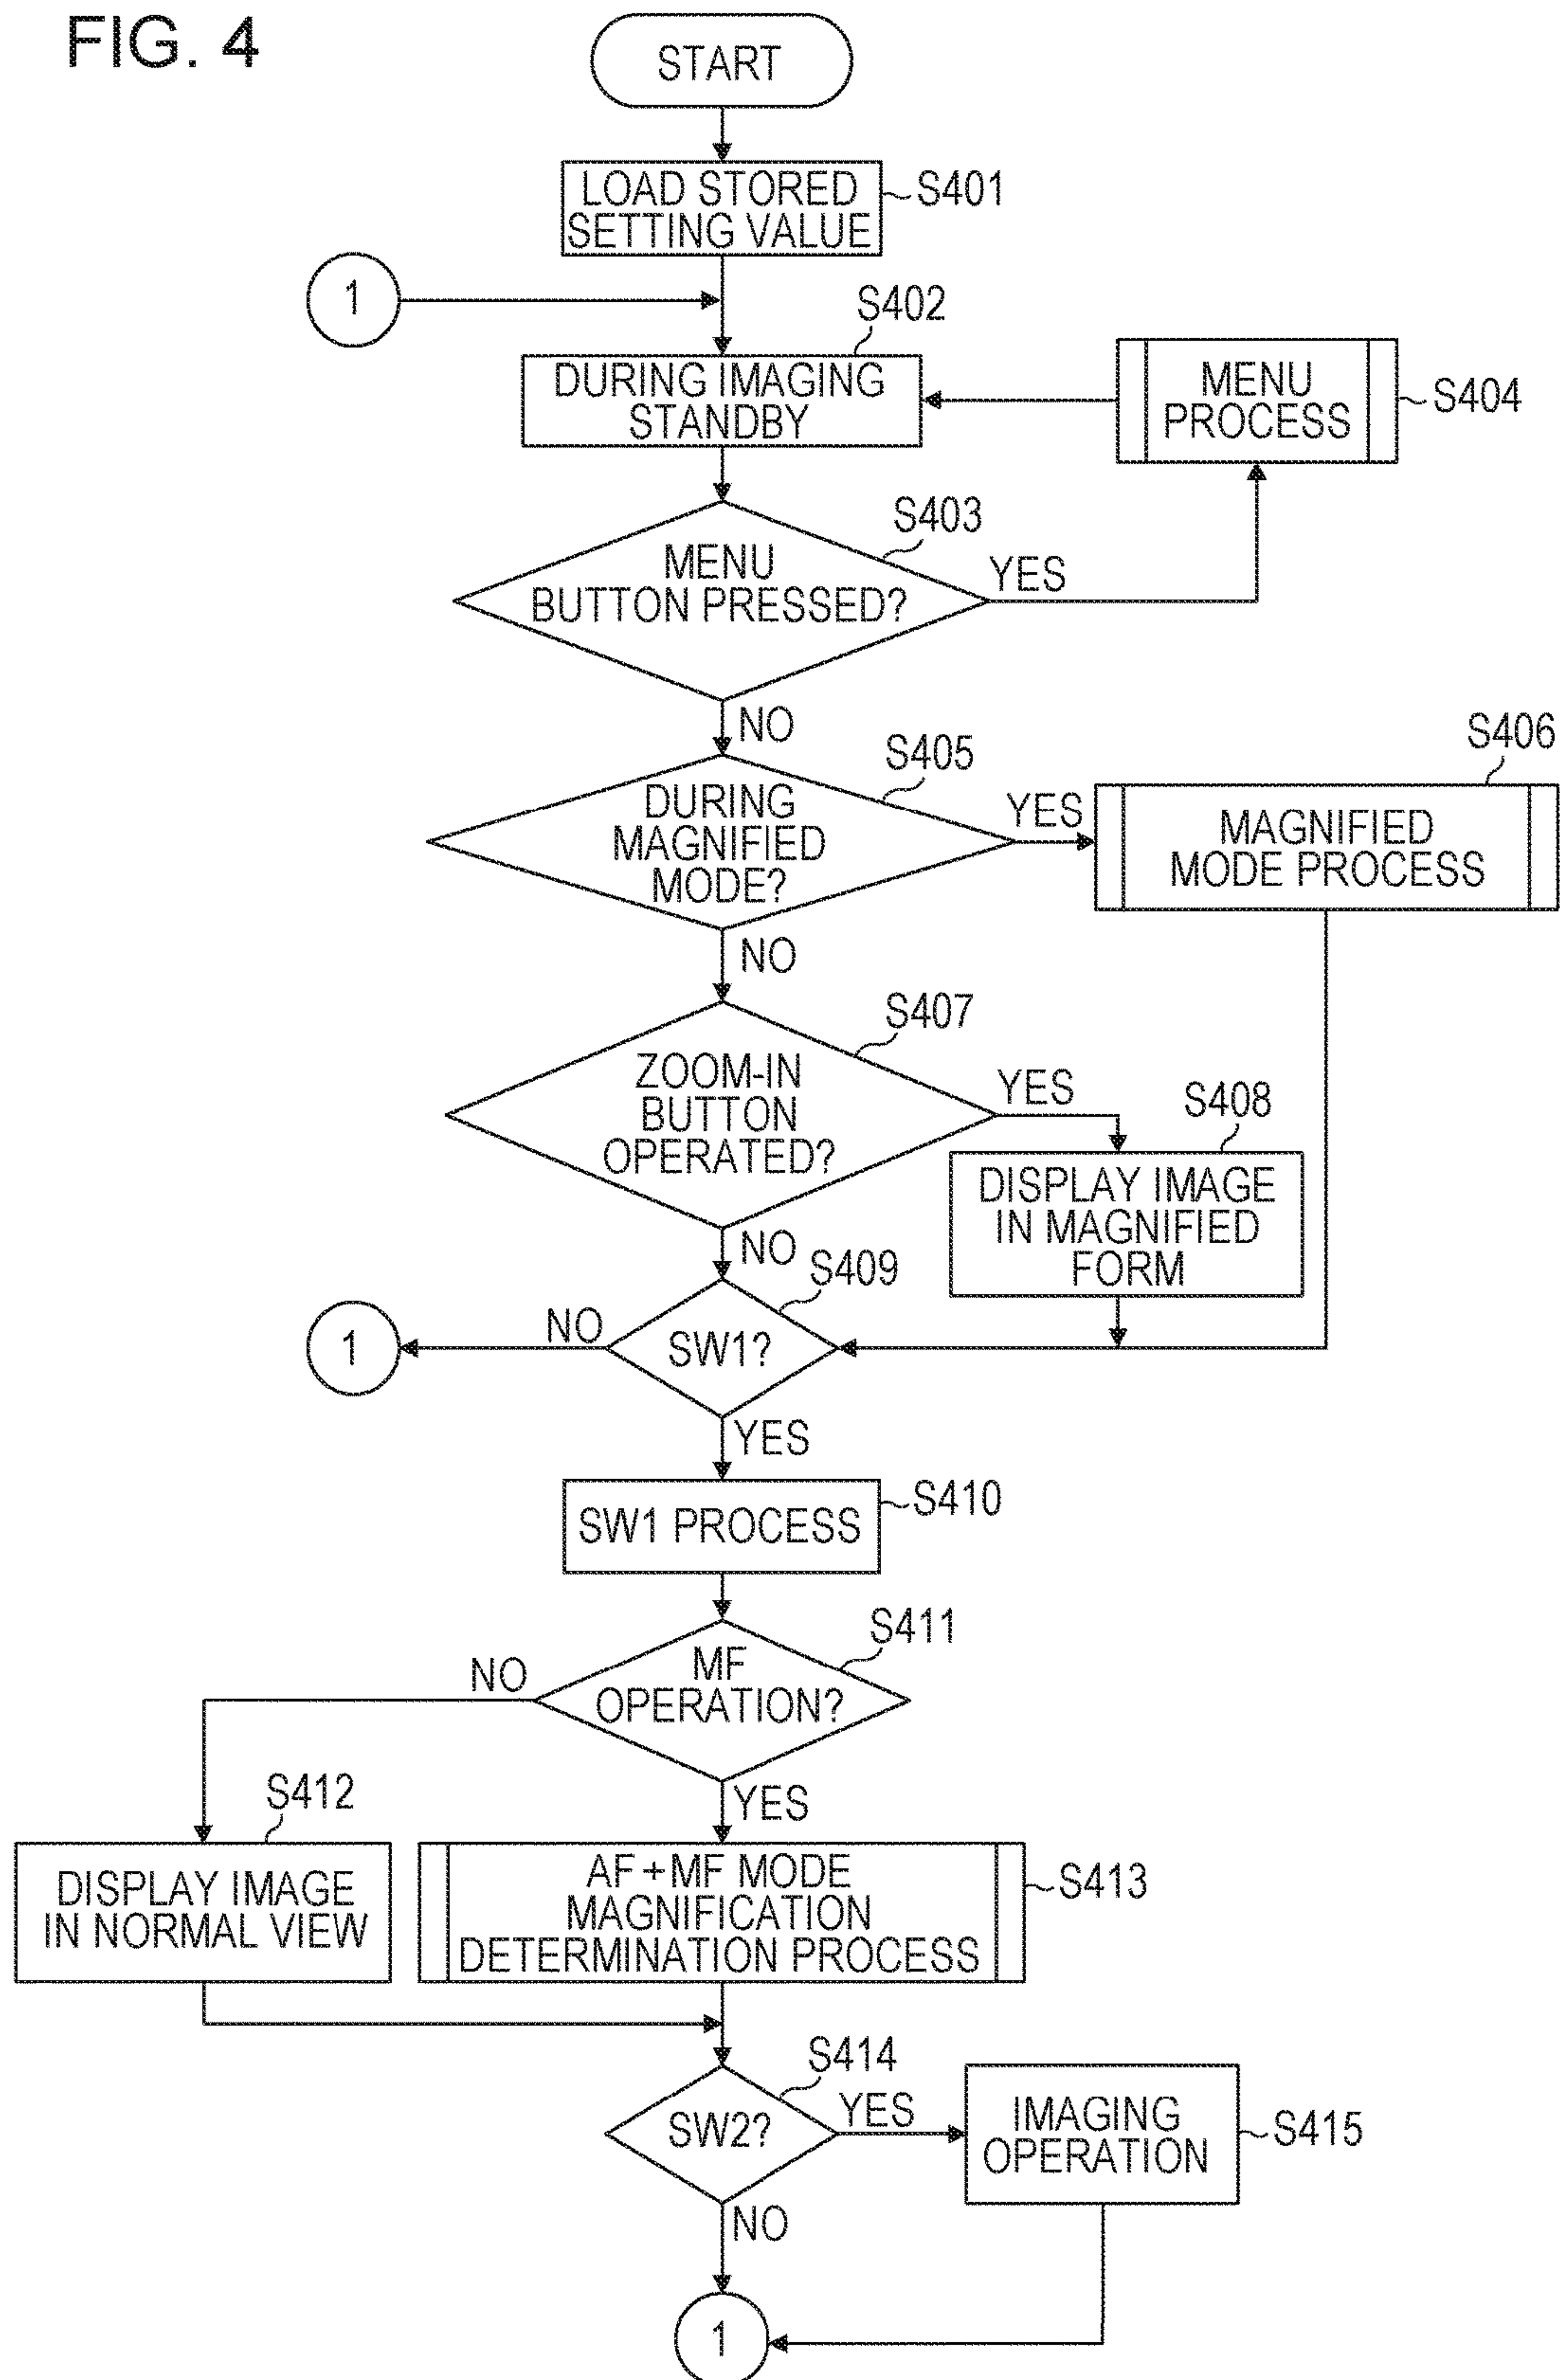 FIG. 4
START
LOAD STORED
SETTING VALUE
S401
1
S402
DURING IMAGING
STANDBY
MENU
PROCESS
S404
S403
MENU
BUTTON PRESSED?
YES
NO
S405
DURING
MAGNIFIED
MODE?
YES
S406
MAGNIFIED
MODE PROCESS
NO
S407
ZOOM-IN
BUTTON
OPERATED?
YES
S408
DISPLAY IMAGE
IN MAGNIFIED
FORM
NO
S409
SW1?
NO
1
YES
SW1 PROCESS
S410
S411
MF
OPERATION?
NO
YES
S412
DISPLAY IMAGE
IN NORMAL VIEW
AF+MF MODE
MAGNIFICATION
DETERMINATION PROCESS
S413
S414
SW2?
YES
IMAGING
OPERATION
S415
NO
1